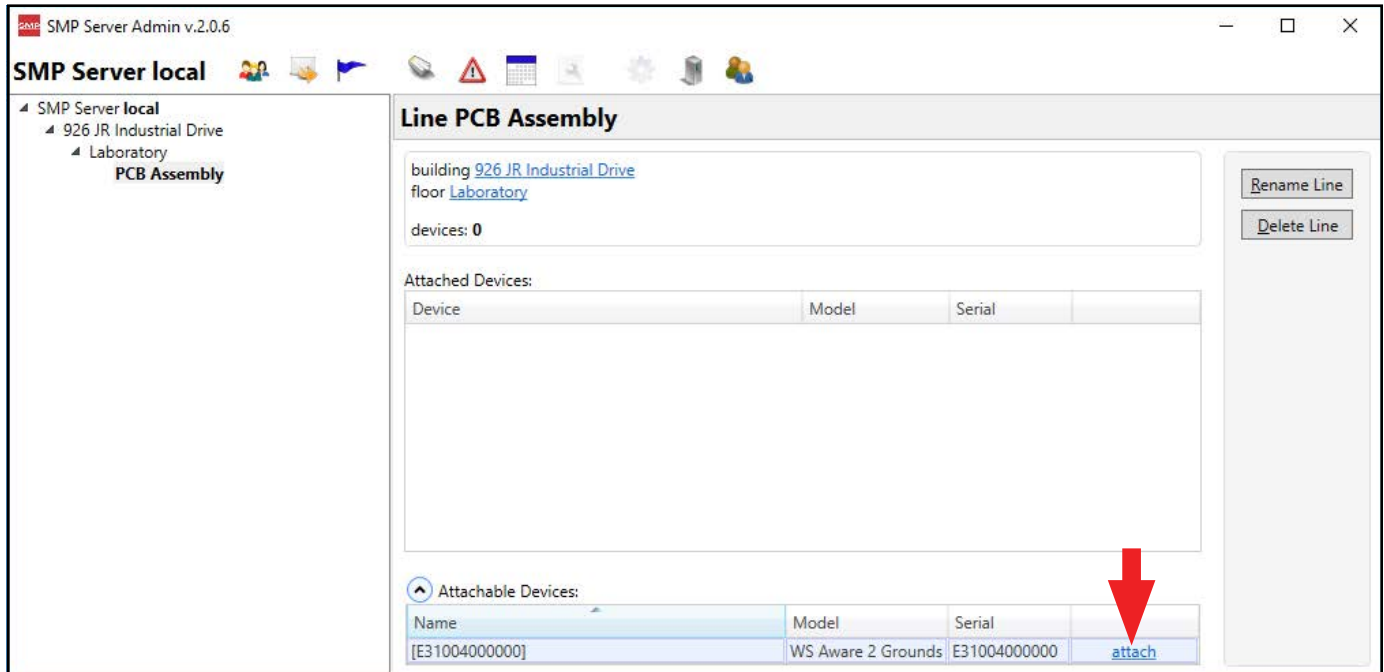 SMP SMP Server Admin v.2.0.6
SMP Server local
SMP Server local
926 JR Industrial Drive
Laboratory
PCB Assembly
Line PCB Assembly
building 926 JR Industrial Drive
floor Laboratory
devices: 0
Rename Line
Delete Line
Attached Devices:
Device Model Serial
Attachable Devices:
Name Model Serial
[E31004000000] WS Aware 2 Grounds E31004000000 attach